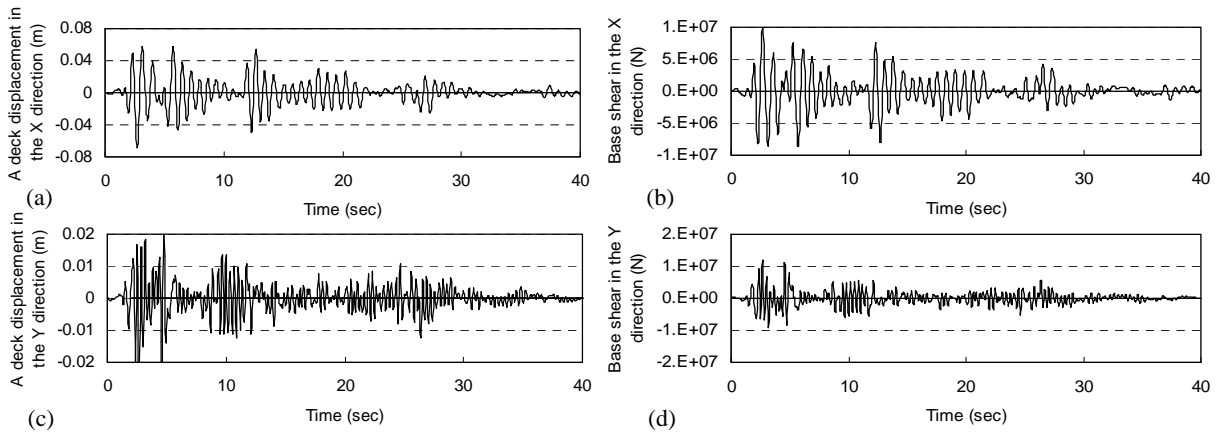 A deck displacement in
the X direction (m)
0.08
0.04
0
-0.04
-0.08
0
10
20
30
40
Time (sec)
(a)
Base shear in the X
direction (N)
1.E+07
5.E+06
0.E+00
-5.E+06
-1.E+07
0
10
20
30
40
Time (sec)
(b)
A deck displacement in
the Y direction (m)
0.02
0.01
0
-0.01
-0.02
0
10
20
30
40
Time (sec)
(c)
Base shear in the Y
direction (N)
2.E+07
1.E+07
0.E+00
-1.E+07
-2.E+07
0
10
20
30
40
Time (sec)
(d)